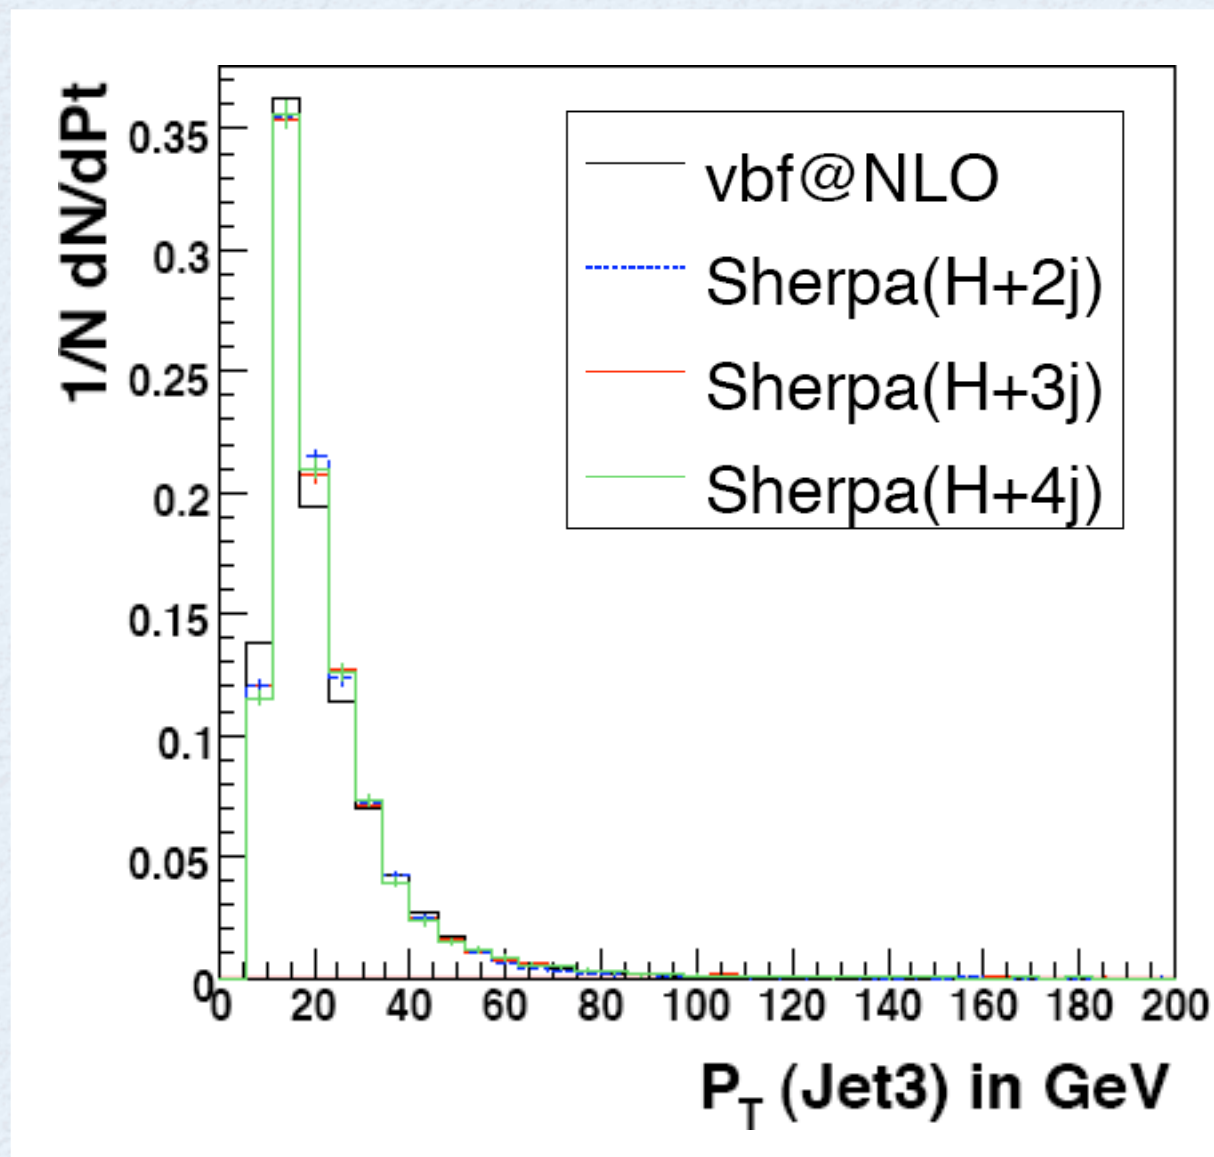 1/N dN/dPt
0.35
0.3
0.25
0.2
0.15
0.1
0.05
0
vbf@NLO
Sherpa(H+2j)
Sherpa(H+3j)
Sherpa(H+4j)
0 20 40 60 80 100 120 140 160 180 200
P_T (Jet3) in GeV